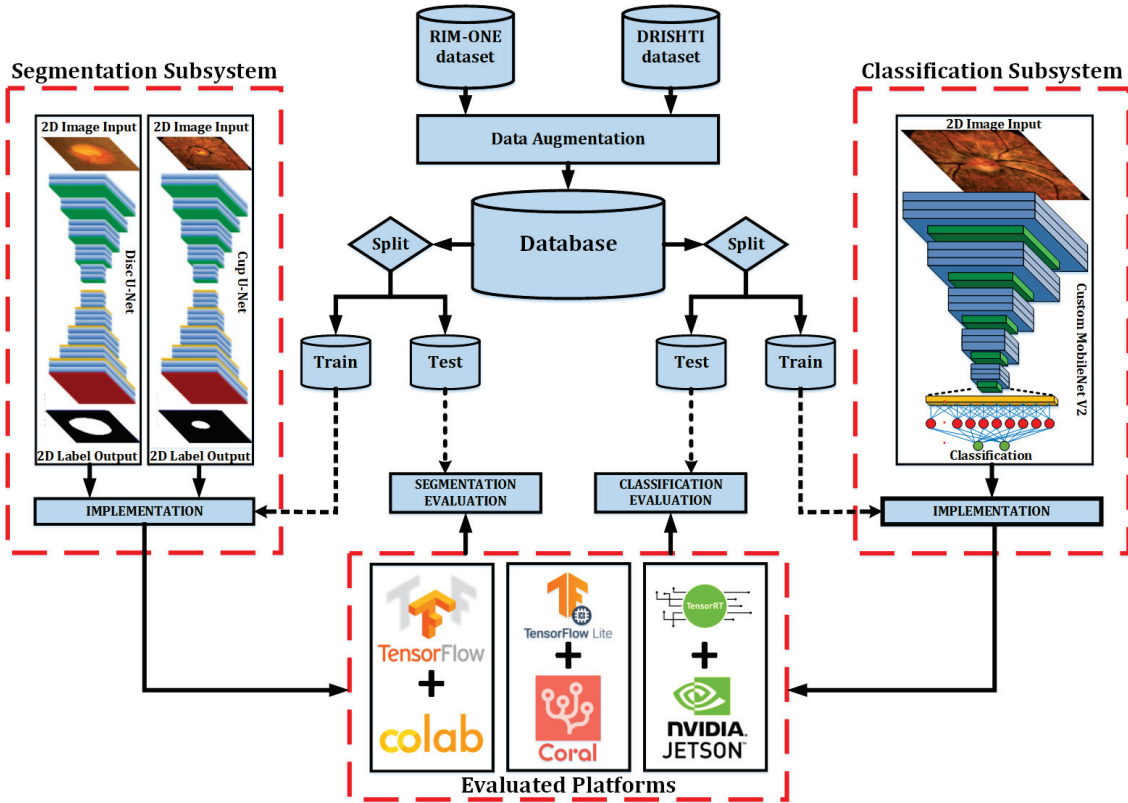 RIM-ONE
dataset
DRISHTI
dataset
Segmentation Subsystem
Classification Subsystem
2D Image Input
2D Image Input
Disc U-Net
Cup U-Net
2D Label Output
2D Label Output
IMPLEMENTATION
Data Augmentation
Database
Split
Split
Train
Test
Test
Train
SEGMENTATION
EVALUATION
CLASSIFICATION
EVALUATION
2D Image Input
Custom MobileNet V2
Classification
IMPLEMENTATION
TensorFlow
+
colab
TensorFlow Lite
+
Coral
TensorRT
+
NVIDIA.
JETSON™
Evaluated Platforms